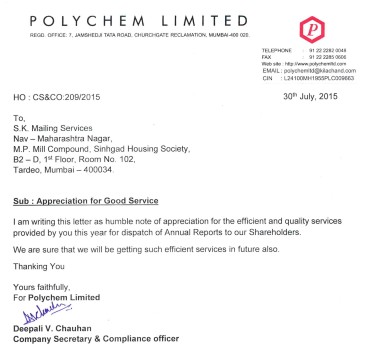 POLYCHEM LIMITED
REGD. OFFICE: 7, JAMSHEDJI TATA ROAD, CHURCHGATE RECLAMATION, MUMBAI-400 020.
TELEPHONE : 91 22 2282 0048
FAX : 91 22 2285 0606
Web site : http://www.polychemltd.com
EMAIL : polychemltd@kilachand.com
CIN : L24100MH1955PLC009663
HO : CS&CO:209/2015
30th July, 2015
To,
S.K. Mailing Services
Nav – Maharashtra Nagar,
M.P. Mill Compound, Sinhgad Housing Society,
B2 – D, 1st Floor, Room No. 102,
Tardeo, Mumbai – 400034.
Sub : Appreciation for Good Service
I am writing this letter as humble note of appreciation for the efficient and quality services
provided by you this year for dispatch of Annual Reports to our Shareholders.
We are sure that we will be getting such efficient services in future also.
Thanking You
Yours faithfully,
For Polychem Limited
Deepali V. Chauhan
Company Secretary & Compliance officer